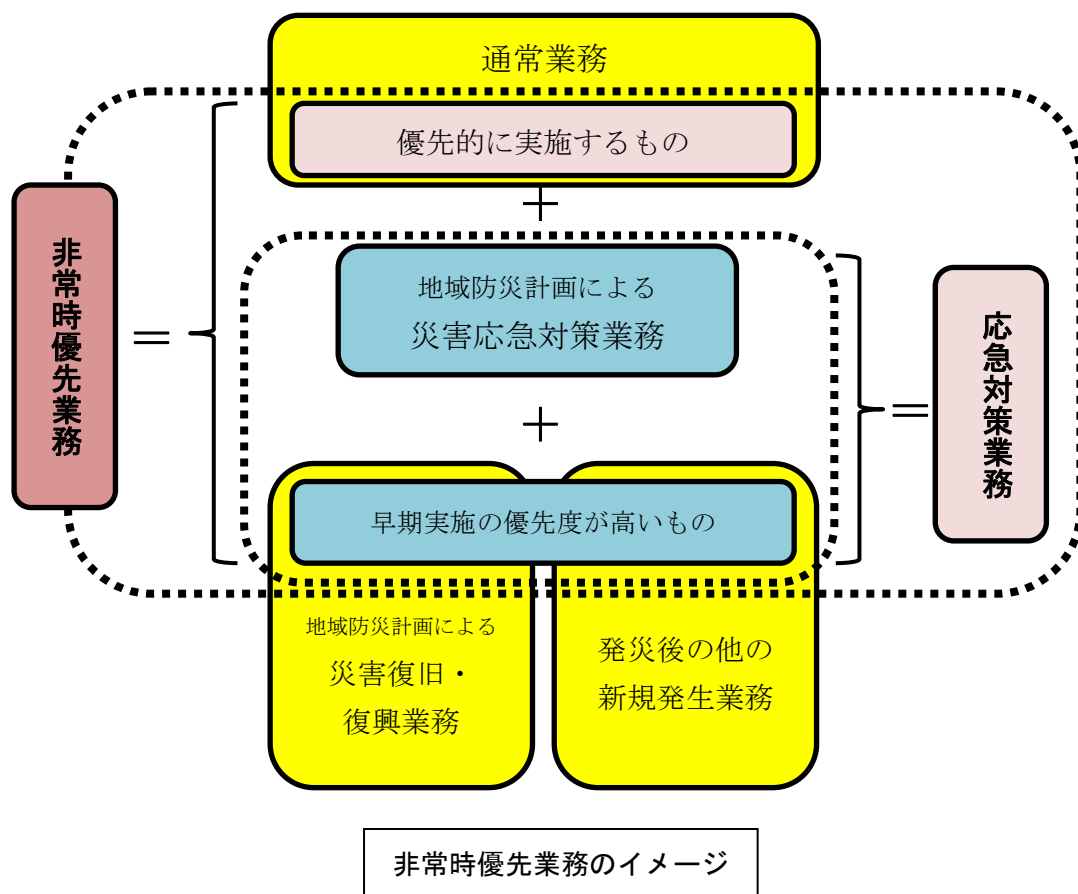 通常業務
優先的に実施するもの
+
非常時優先業務
=
地域防災計画による
災害応急対策業務
=
応急対策業務
+
早期実施の優先度が高いもの
地域防災計画による
災害復旧・
復興業務
発災後の他の
新規発生業務
非常時優先業務のイメージ